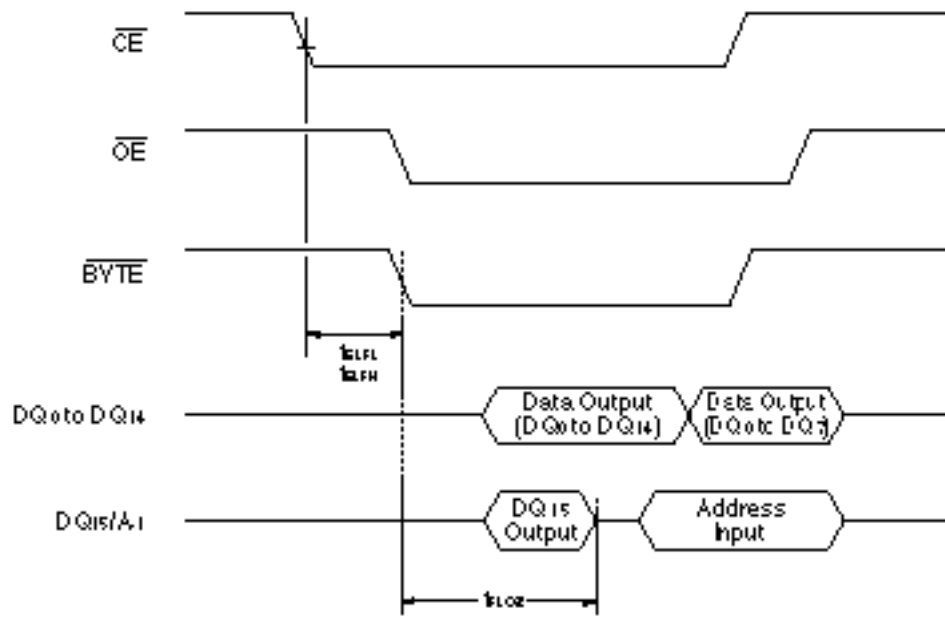 CE
OE
BYTE
tELFL
tELFH
DQ0 to DQ14
Data Output
(DQ0 to DQ14)
Data Output
(DQ0 to DQ7)
DQ15/A-1
DQ15
Output
Address
Input
tFLQZ